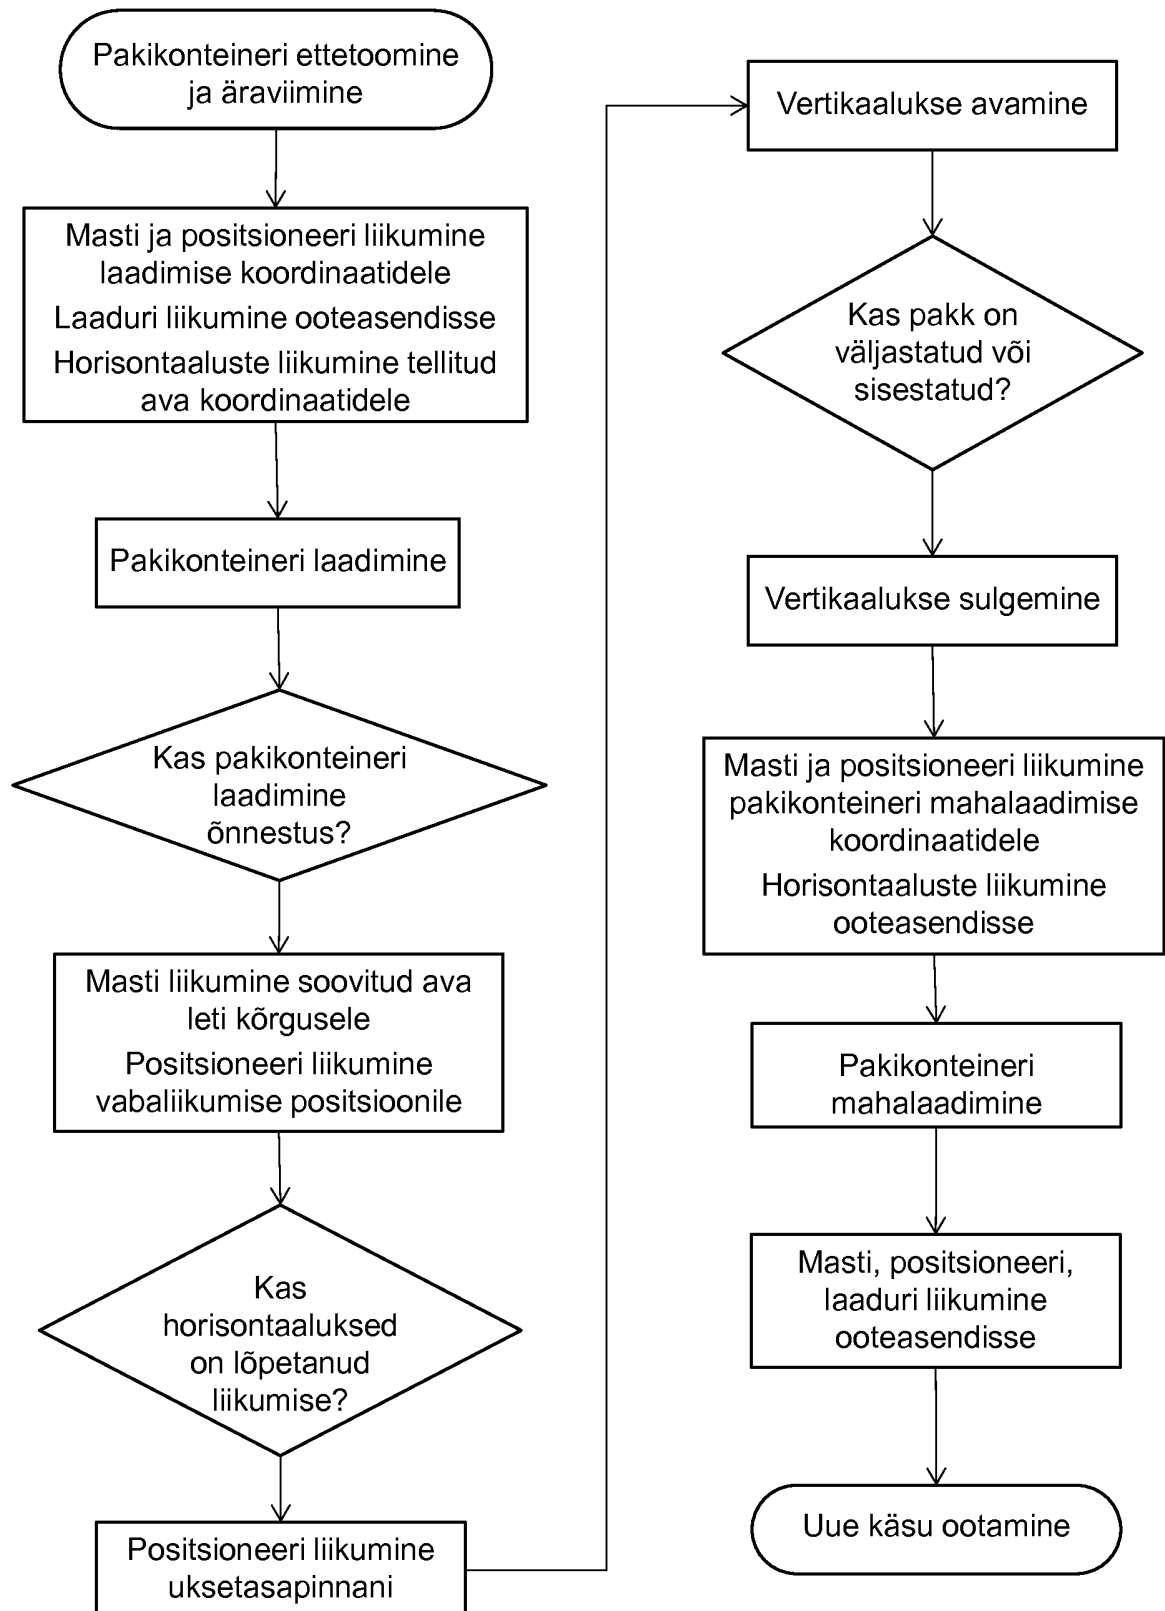 Pakikonteineri ettetoomine
ja äraviimine
Masti ja positsioneeri liikumine
laadimise koordinaatidele
Laaduri liikumine ooteasendisse
Horisontaaluste liikumine tellitud
ava koordinaatidele
Pakikonteineri laadimine
Kas pakikonteineri
laadimine
õnnestus?
Masti liikumine soovitud ava
leti kõrgusele
Positsioneeri liikumine
vabaliikumise positsioonile
Kas
horisontaaluksed
on lõpetanud
liikumise?
Positsioneeri liikumine
uksetasapinnani
Vertikaalukse avamine
Kas pakk on
väljastatud või
sisestatud?
Vertikaalukse sulgemine
Masti ja positsioneeri liikumine
pakikonteineri mahalaadimise
koordinaatidele
Horisontaaluste liikumine
ooteasendisse
Pakikonteineri
mahalaadimine
Masti, positsioneeri,
laaduri liikumine
ooteasendisse
Uue käsu ootamine